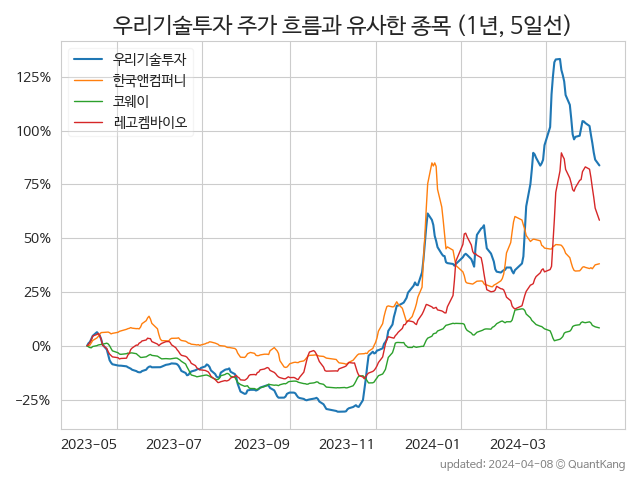 우리기술투자 주가 흐름과 유사한 종목 (1년, 5일선)
우리기술투자
한국앤컴퍼니
코웨이
레고켐바이오
125%
100%
75%
50%
25%
0%
−25%
2023-05 2023-07 2023-09 2023-11 2024-01 2024-03
updated: 2024-04-08 © QuantKang